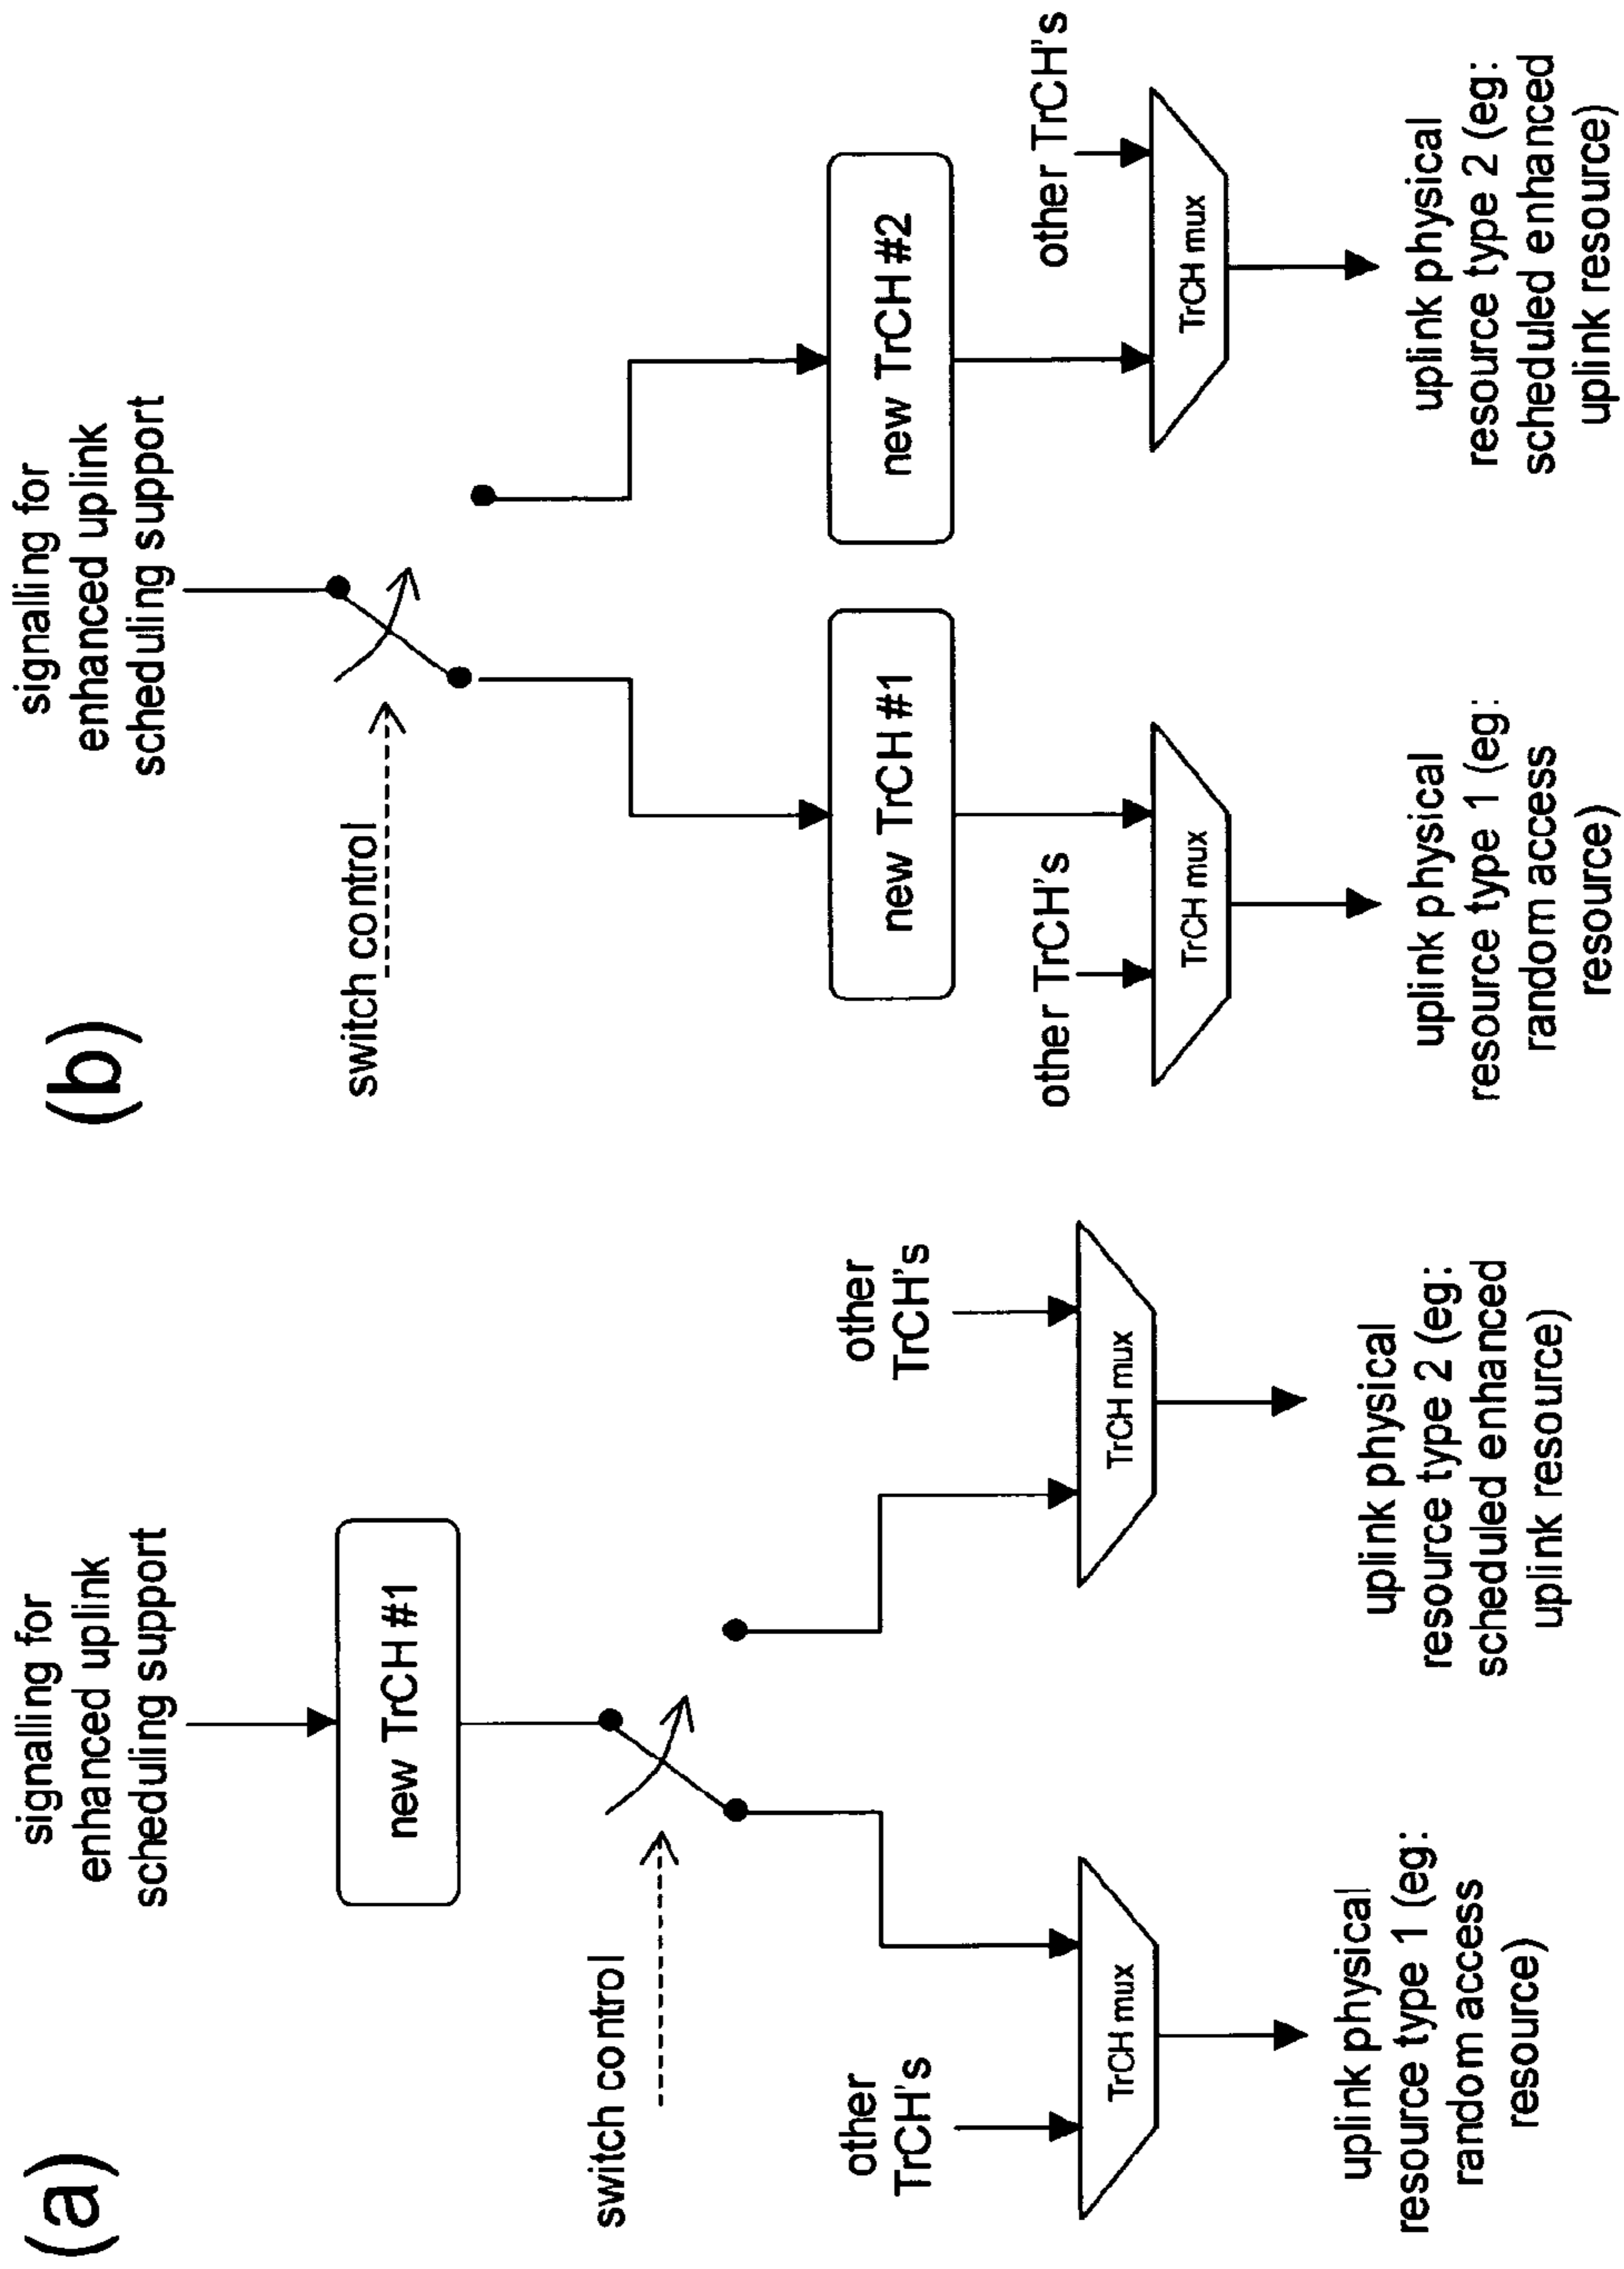 (a)
signalling for
enhanced uplink
scheduling support
new TrCH #1
switch control
other
TrCH's
other
TrCH's
TrCH mux
TrCH mux
uplink physical
resource type 1 (eg:
random access
resource)
uplink physical
resource type 2 (eg:
scheduled enhanced
uplink resource)
(b)
signalling for
enhanced uplink
scheduling support
switch control
new TrCH #1
new TrCH #2
other TrCH's
other TrCH's
TrCH mux
TrCH mux
uplink physical
resource type 1 (eg:
random access
resource)
uplink physical
resource type 2 (eg:
scheduled enhanced
uplink resource)